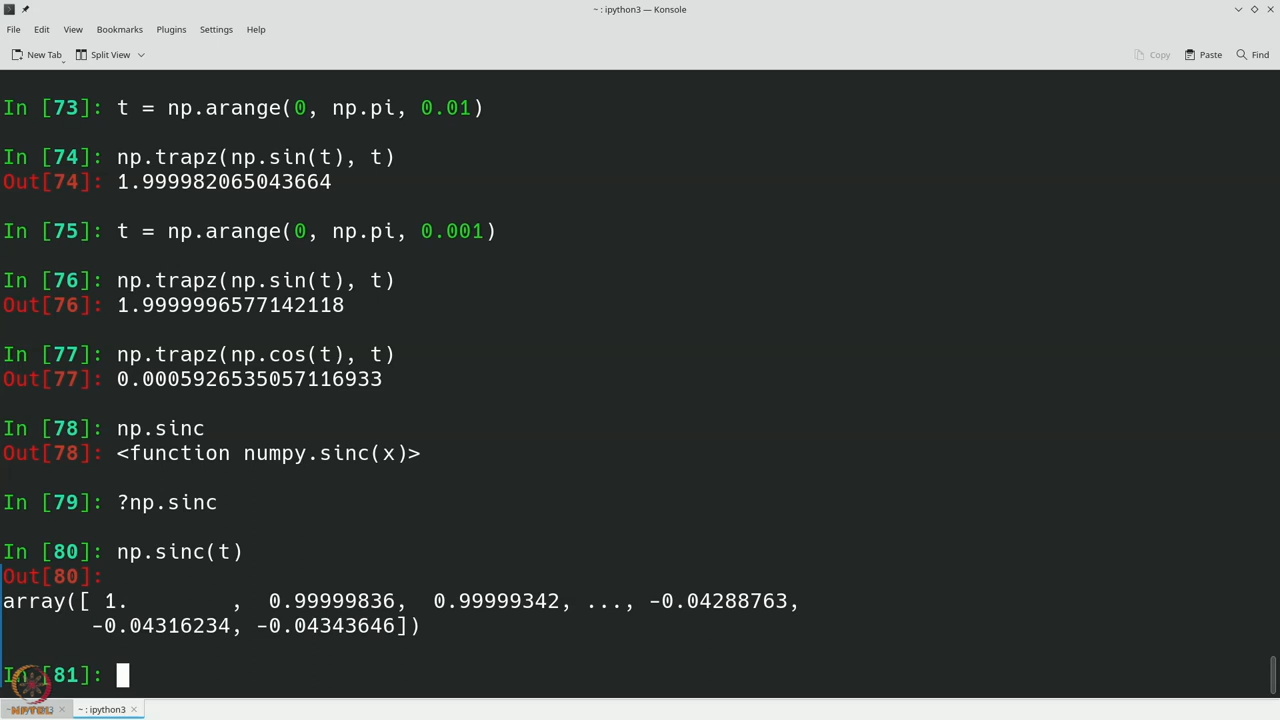 ~ : ipython3 — Konsole
File Edit View Bookmarks Plugins Settings Help
New Tab Split View Copy Paste Find
In [73]: t = np.arange(0, np.pi, 0.01)
In [74]: np.trapz(np.sin(t), t)
Out[74]: 1.999982065043664
In [75]: t = np.arange(0, np.pi, 0.001)
In [76]: np.trapz(np.sin(t), t)
Out[76]: 1.9999996577142118
In [77]: np.trapz(np.cos(t), t)
Out[77]: 0.0005926535057116933
In [78]: np.sinc
Out[78]: <function numpy.sinc(x)>
In [79]: ?np.sinc
In [80]: np.sinc(t)
Out[80]:
array([ 1.        ,  0.99999836,  0.99999342, ..., -0.04288763,
       -0.04316234, -0.04343646])
In [81]:
NPTEL
~ : ipython3